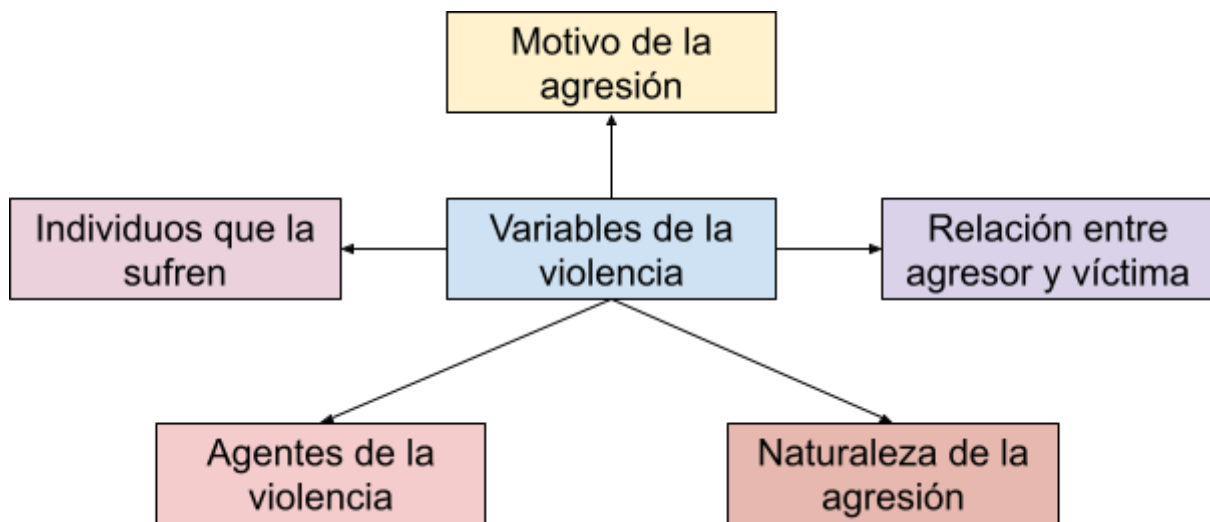 Motivo de la
agresión
Individuos que la
sufren
Variables de la
violencia
Relación entre
agresor y víctima
Agentes de la
violencia
Naturaleza de la
agresión